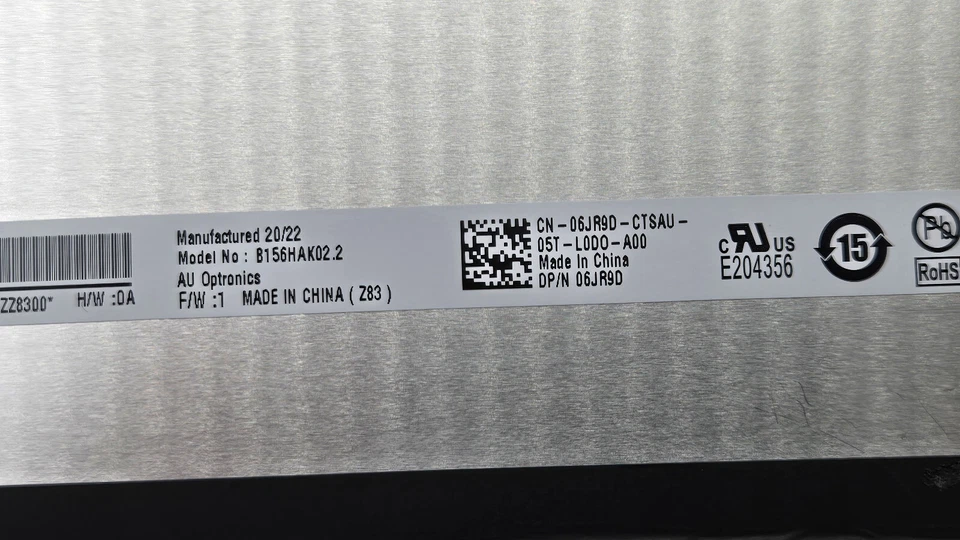 ZZ8300* H/W :0A
Manufactured 20/22
Model No : B156HAK02.2
AU Optronics
F/W :1 MADE IN CHINA ( Z83 )
CN - 06JR9D - CTSAU -
05T - L0D0 - A00
Made In China
DP/N 06JR9D
c RU US
E204356
15
Pb
RoHS